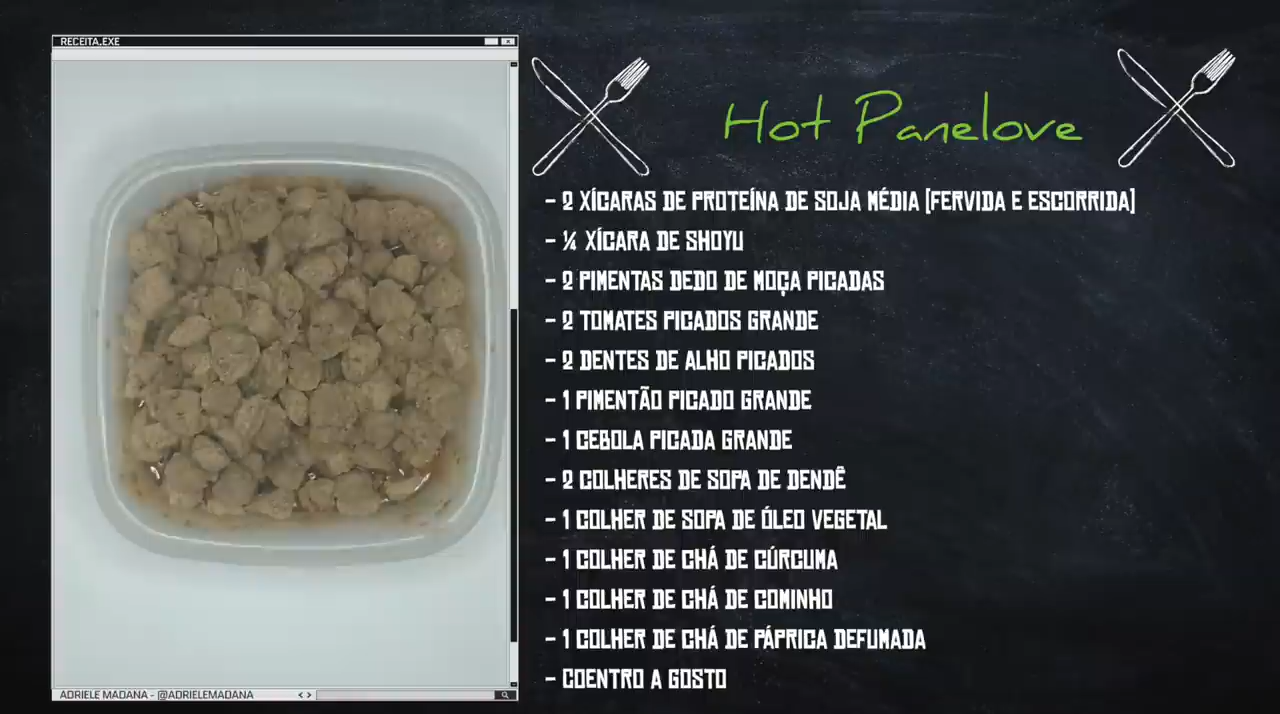 RECEITA.EXE
Hot Panelove
- 2 XÍCARAS DE PROTEÍNA DE SOJA MÉDIA (FERVIDA E ESCORRIDA)
- ¼ XÍCARA DE SHOYU
- 2 PIMENTAS DEDO DE MOÇA PICADAS
- 2 TOMATES PICADOS GRANDE
- 2 DENTES DE ALHO PICADOS
- 1 PIMENTÃO PICADO GRANDE
- 1 CEBOLA PICADA GRANDE
- 2 COLHERES DE SOPA DE DENDÊ
- 1 COLHER DE SOPA DE ÓLEO VEGETAL
- 1 COLHER DE CHÁ DE CÚRCUMA
- 1 COLHER DE CHÁ DE COMINHO
- 1 COLHER DE CHÁ DE PÁPRICA DEFUMADA
- COENTRO A GOSTO
ADRIELE MADANA - @ADRIELEMADANA